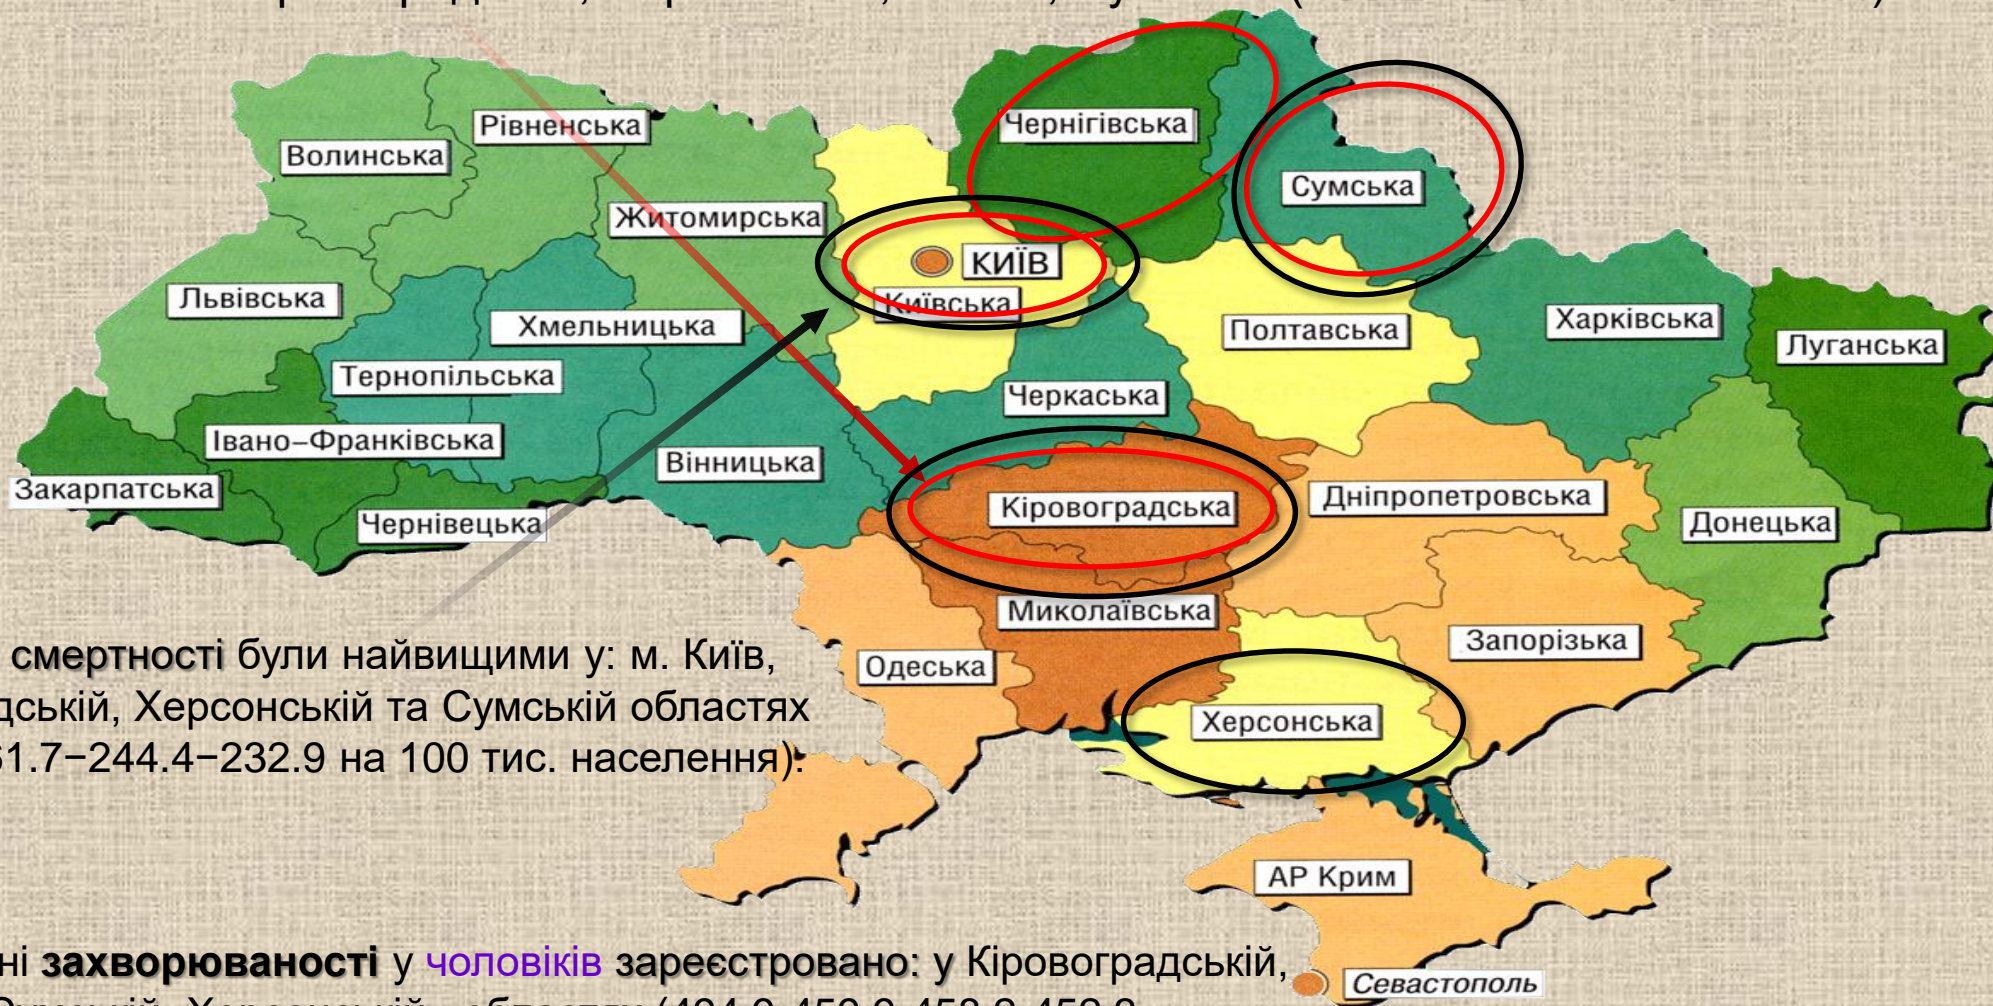 Чернігівська
Рівненська
Волинська
Сумська
Житомирська
КИЇВ
Київська
Львівська
Хмельницька
Полтавська
Харківська
Луганська
Тернопільська
Черкаська
Івано–Франківська
Вінницька
Закарпатська
Чернівецька
Кіровоградська
Дніпропетровська
Донецька
Миколаївська
Запорізька
Одеська
Херсонська
смертності були найвищими у: м. Київ,
дській, Херсонській та Сумській областях
61.7–244.4–232.9 на 100 тис. населення).
АР Крим
ні захворюваності у чоловіків зареєстровано: у Кіровоградській,
Севастополь